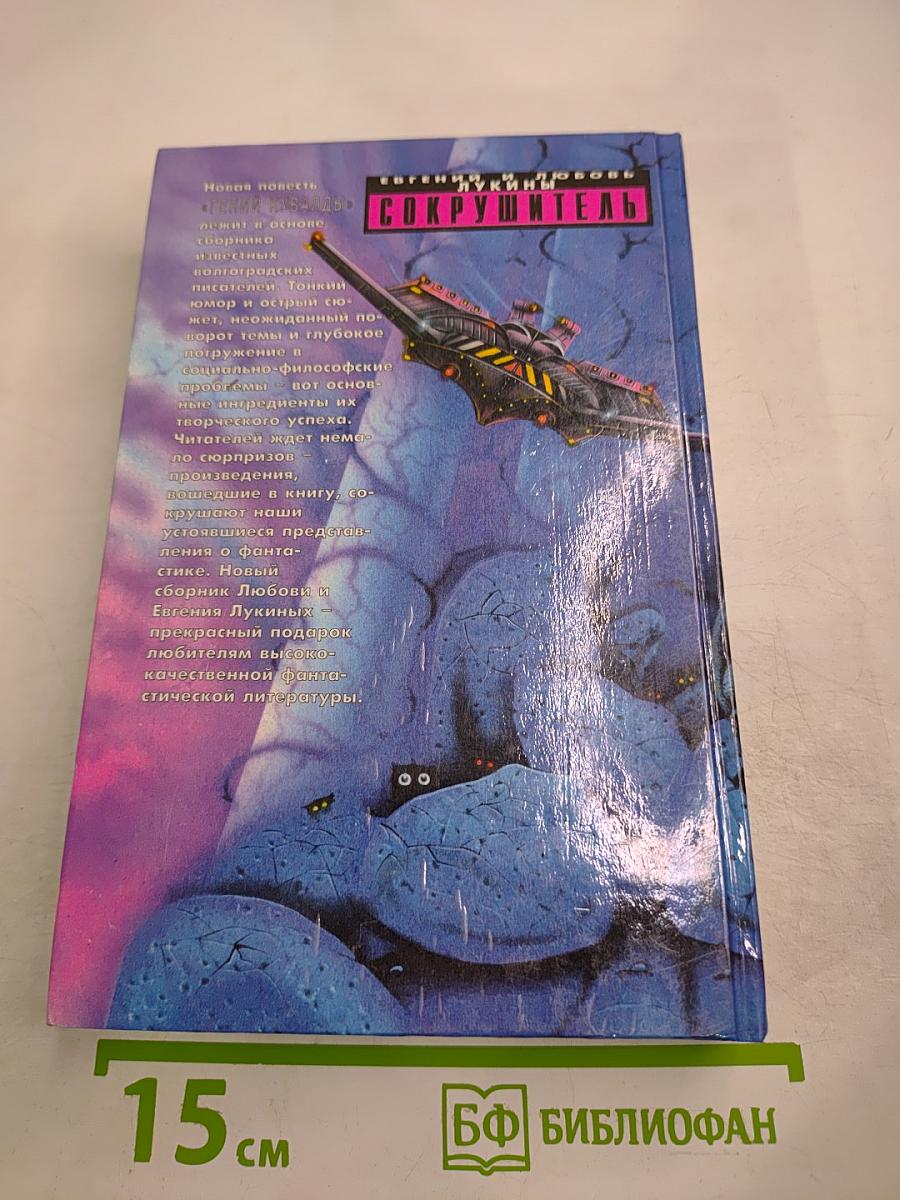 ЕВГЕНИЙ И ЛЮБОВЬ
ЛУКИНЫ
СОКРУШИТЕЛЬ
Новая повесть
«ГЕНИЙ КУВАЛДЫ»
лежит в основе
сборника
известных
волгоградских
писателей. Тонкий
юмор и острый сю-
жет, неожиданный по-
ворот темы и глубокое
погружение в
социально-философские
проблемы – вот основ-
ные ингредиенты их
творческого успеха.
Читателей ждет нема-
ло сюрпризов –
произведения,
вошедшие в книгу, со-
крушают наши
устоявшиеся представ-
ления о фанта-
стике. Новый
сборник Любови и
Евгения Лукиных –
прекрасный подарок
любителям высоко-
качественной фанта-
стической литературы.
15 см
БФ БИБЛИОФАН